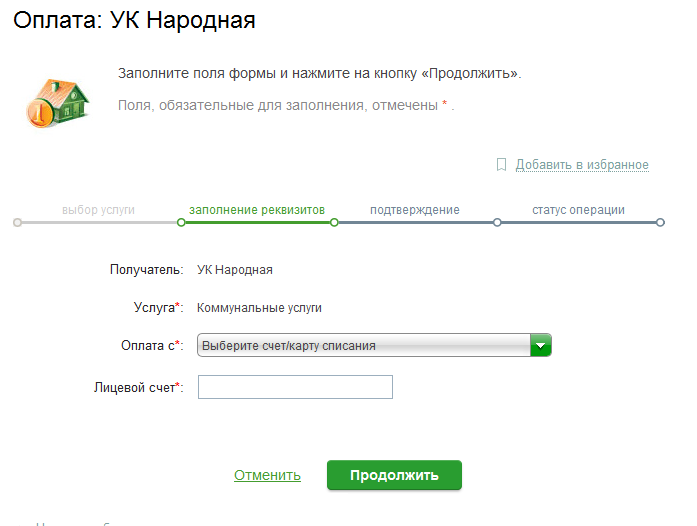 Оплата: УК Народная
Заполните поля формы и нажмите на кнопку «Продолжить».
Поля, обязательные для заполнения, отмечены * .
Добавить в избранное
выбор услуги заполнение реквизитов подтверждение статус операции
Получатель: УК Народная
Услуга*: Коммунальные услуги
Оплата с*: Выберите счет/карту списания
Лицевой счет*:
Отменить Продолжить